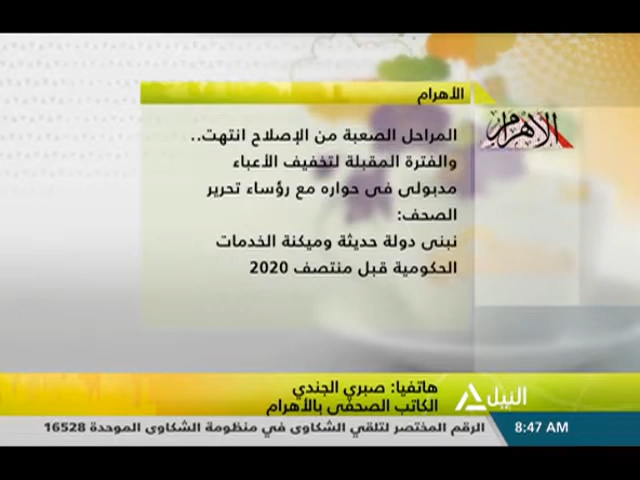 الأهرام
الاهرام
المراحل الصعبة من الإصلاح انتهت..
والفترة المقبلة لتخفيف الأعباء
مدبولى فى حواره مع رؤساء تحرير
الصحف:
نبنى دولة حديثة وميكنة الخدمات
الحكومية قبل منتصف 2020
هاتفيا: صبري الجندي
الكاتب الصحفى بالأهرام
النيل
الرقم المختصر لتلقي الشكاوى في منظومة الشكاوى الموحدة 16528
8:47 AM